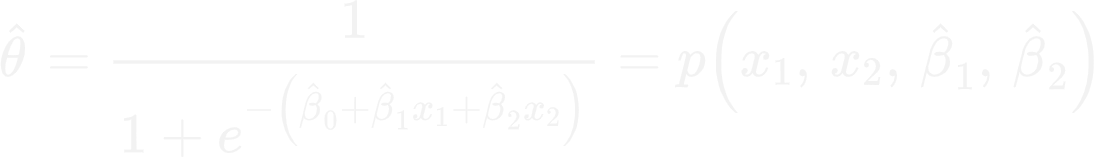 θ̂ = 1 / (1 + e^{−(β̂₀+β̂₁x₁+β̂₂x₂)}) = p(x₁, x₂, β̂₁, β̂₂)